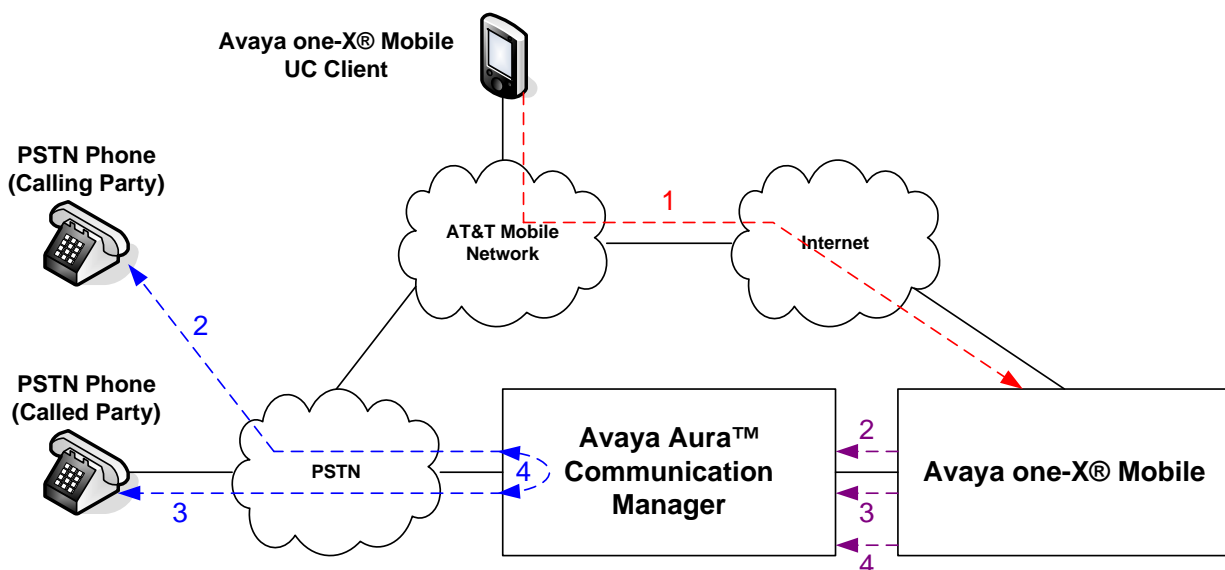 Avaya one-X® Mobile
UC Client
PSTN Phone
(Calling Party)
1
AT&T Mobile
Network
Internet
2
PSTN Phone
(Called Party)
PSTN
3
4
Avaya Aura™
Communication
Manager
2
3
4
Avaya one-X® Mobile